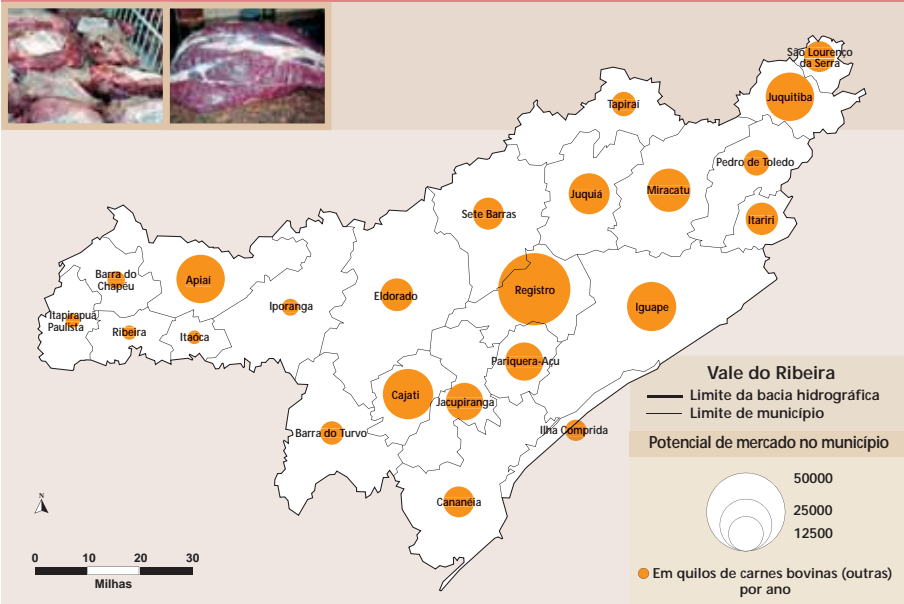 São Lourenço
da Serra
Juquitiba
Tapiraí
Pedro de Toledo
Juquiá
Miracatu
Sete Barras
Itariri
Barra do
Chapéu
Apiaí
Registro
Eldorado
Iporanga
Iguape
Itapirapuã
Paulista
Ribeira
Itaóca
Pariquera-Açu
Cajati
Jacupiranga
Barra do Turvo
Ilha Comprida
Cananéia
Vale do Ribeira
Limite da bacia hidrográfica
Limite de município
Potencial de mercado no município
50000
25000
12500
Em quilos de carnes bovinas (outras)
por ano
N
0 10 20 30
Milhas